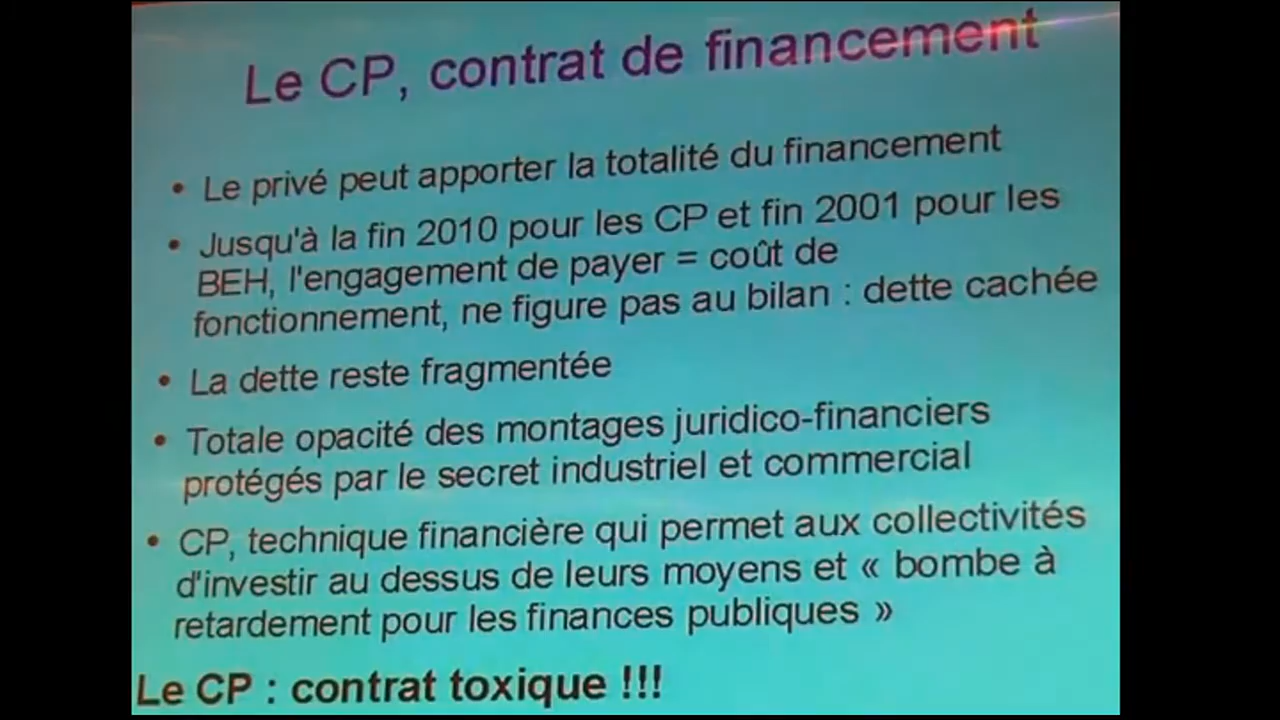 Le CP, contrat de financement
• Le privé peut apporter la totalité du financement
• Jusqu'à la fin 2010 pour les CP et fin 2001 pour les
BEH, l'engagement de payer = coût de
fonctionnement, ne figure pas au bilan : dette cachée
• La dette reste fragmentée
• Totale opacité des montages juridico-financiers
protégés par le secret industriel et commercial
• CP, technique financière qui permet aux collectivités
d'investir au dessus de leurs moyens et « bombe à
retardement pour les finances publiques »
Le CP : contrat toxique !!!